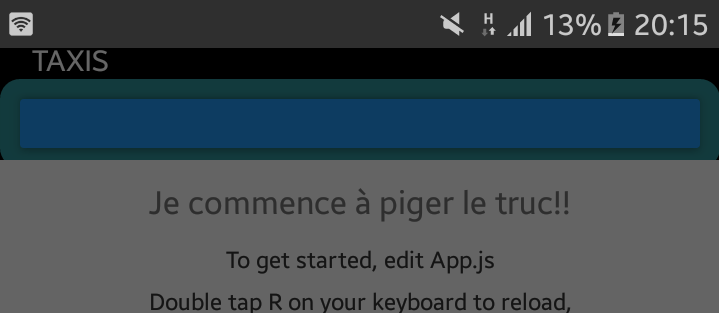 H 13% 20:15
TAXIS
Je commence à piger le truc!!
To get started, edit App.js
Double tap R on your keyboard to reload,